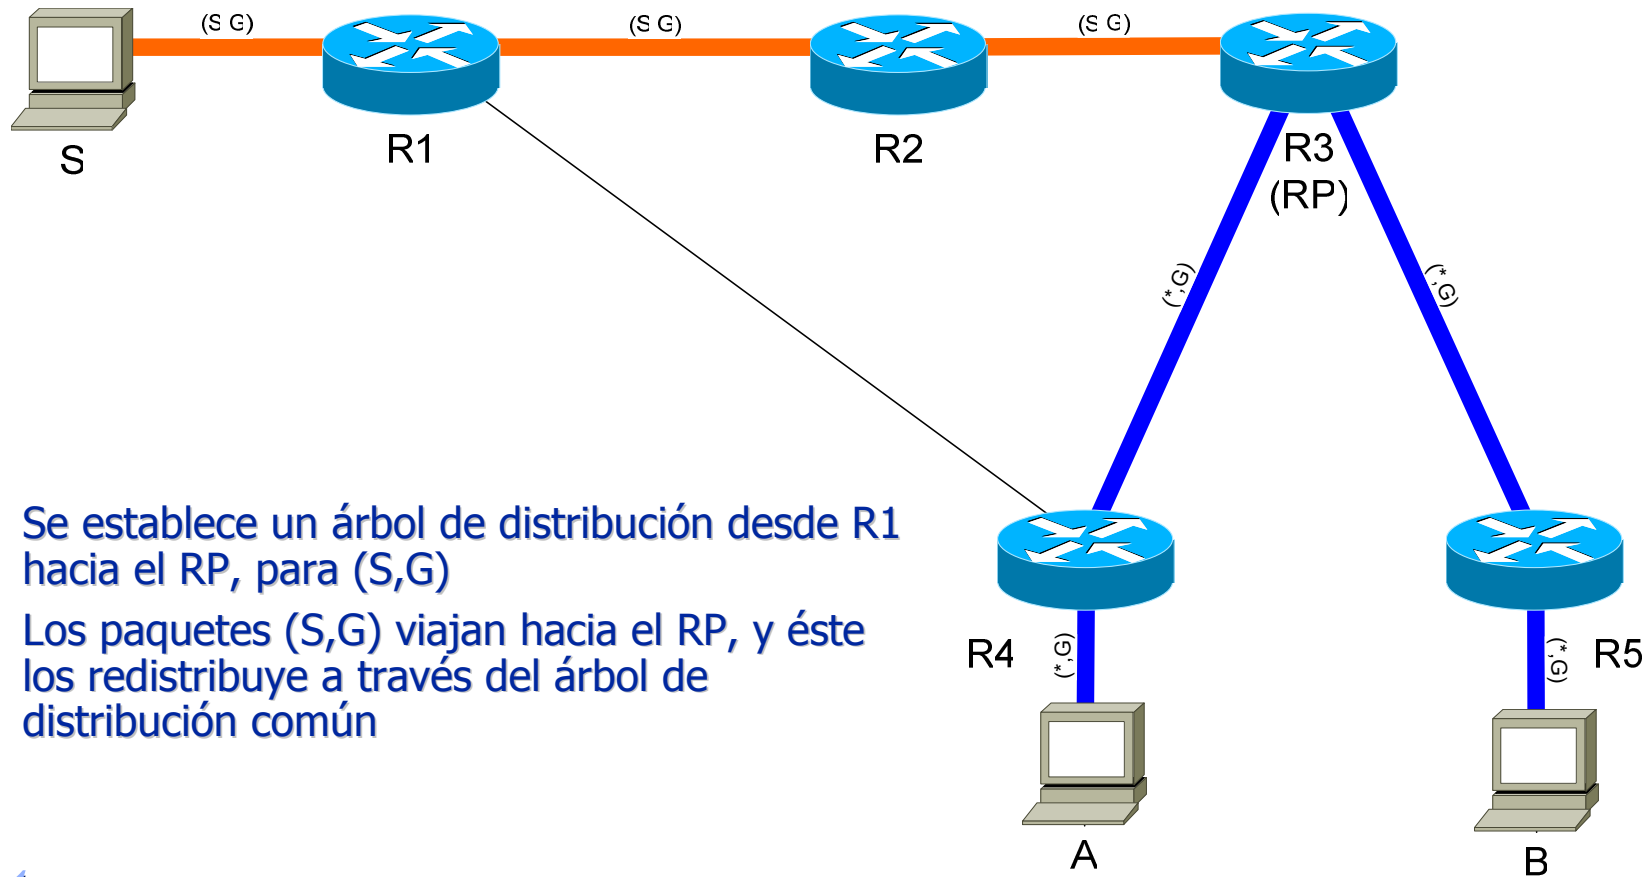 (S G)
(S G)
(S G)
S
R1
R2
R3
(RP)
(*,G)
(*,G)
Se establece un árbol de distribución desde R1
hacia el RP, para (S,G)
Los paquetes (S,G) viajan hacia el RP, y éste
los redistribuye a través del árbol de
distribución común
R4
(*,G)
(*,G)
R5
A
B